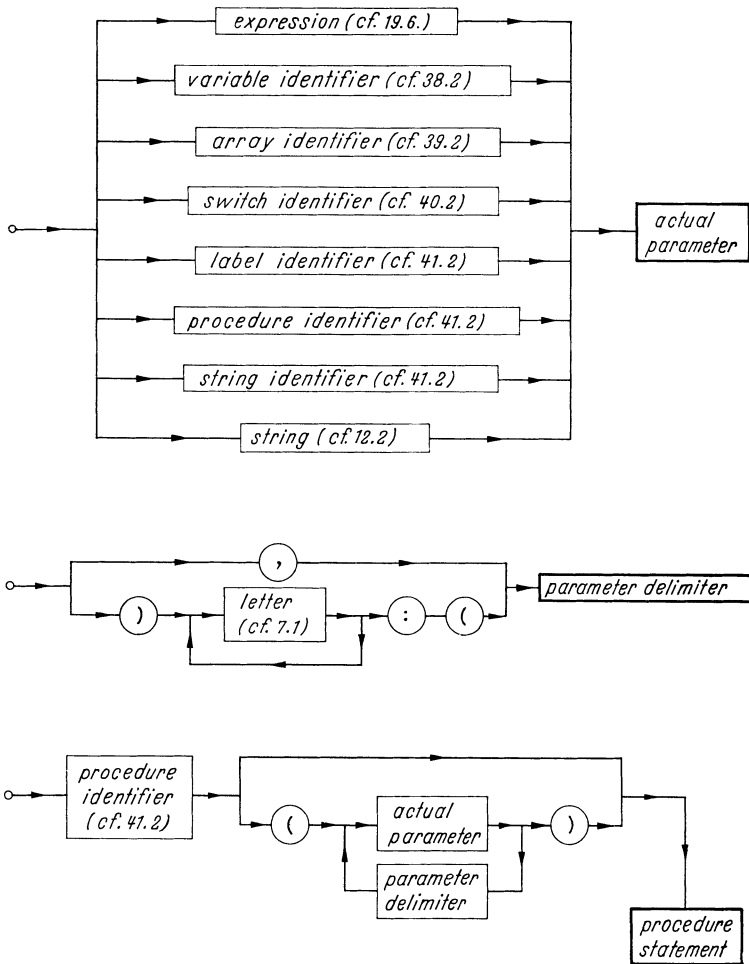 expression (cf. 19.6.)
variable identifier (cf. 38.2)
array identifier (cf. 39.2)
switch identifier (cf. 40.2)
label identifier (cf. 41.2)
procedure identifier (cf. 41.2)
string identifier (cf. 41.2)
string (cf. 12.2)
actual
parameter
,
)
letter
(cf. 7.1)
:
(
parameter delimiter
procedure
identifier
(cf. 41.2)
(
actual
parameter
)
parameter
delimiter
procedure
statement